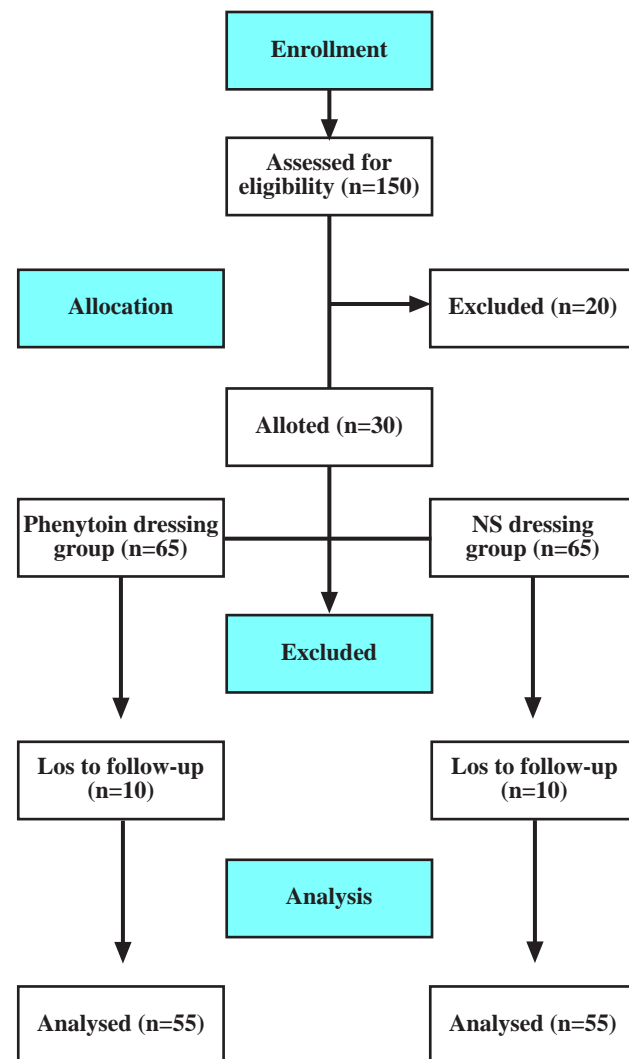 Enrollment
Assessed for
eligibility (n=150)
Allocation
Excluded (n=20)
Alloted (n=30)
Phenytoin dressing
group (n=65)
NS dressing
group (n=65)
Excluded
Los to follow-up
(n=10)
Los to follow-up
(n=10)
Analysis
Analysed (n=55)
Analysed (n=55)